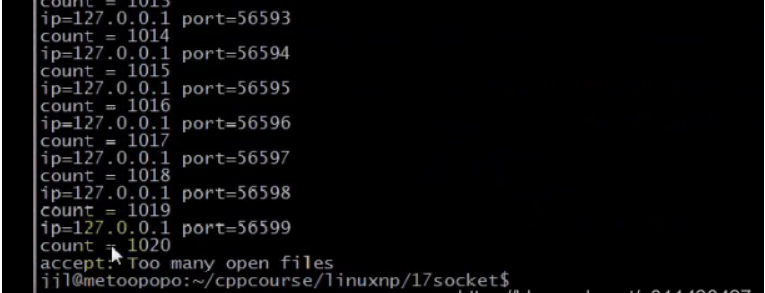 count = 1013
ip=127.0.0.1 port=56593
count = 1014
ip=127.0.0.1 port=56594
count = 1015
ip=127.0.0.1 port=56595
count = 1016
ip=127.0.0.1 port=56596
count = 1017
ip=127.0.0.1 port=56597
count = 1018
ip=127.0.0.1 port=56598
count = 1019
ip=127.0.0.1 port=56599
count = 1020
accept: Too many open files
jjl@metoopopo:~/cppcourse/linuxnp/17socket$